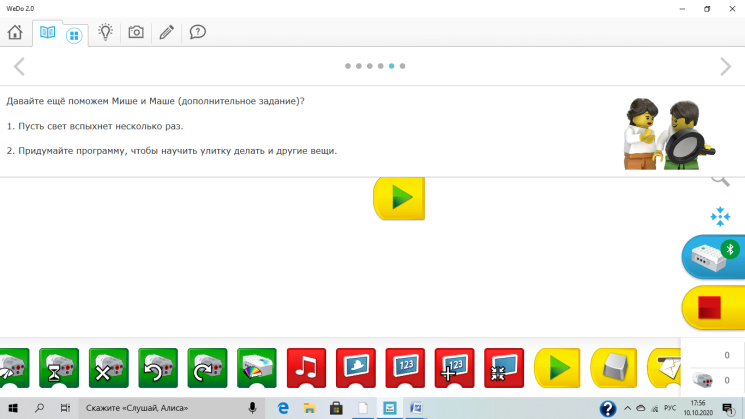 WeDo 2.0
Давайте ещё поможем Мише и Маше (дополнительное задание)?
1. Пусть свет вспыхнет несколько раз.
2. Придумайте программу, чтобы научить улитку делать и другие вещи.
123
123
0
0
Скажите «Слушай, Алиса»
РУС
17:56
10.10.2020